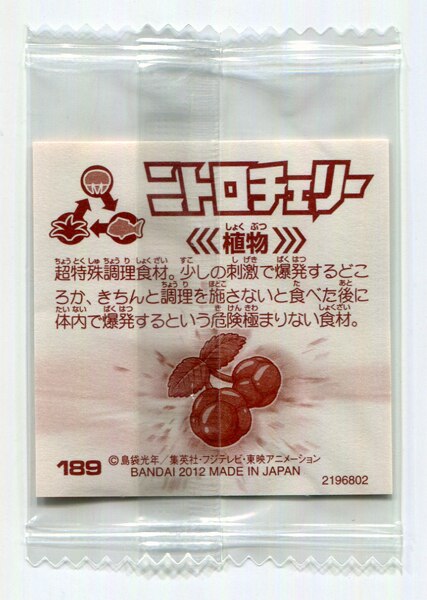 ニトロチェリー
《《《植物》》》
超特殊調理食材。少しの刺激で爆発するどこ
ろか、きちんと調理を施さないと食べた後に
体内で爆発するという危険極まりない食材。
189
©島袋光年／集英社・フジテレビ・東映アニメーション
BANDAI 2012 MADE IN JAPAN
2196802